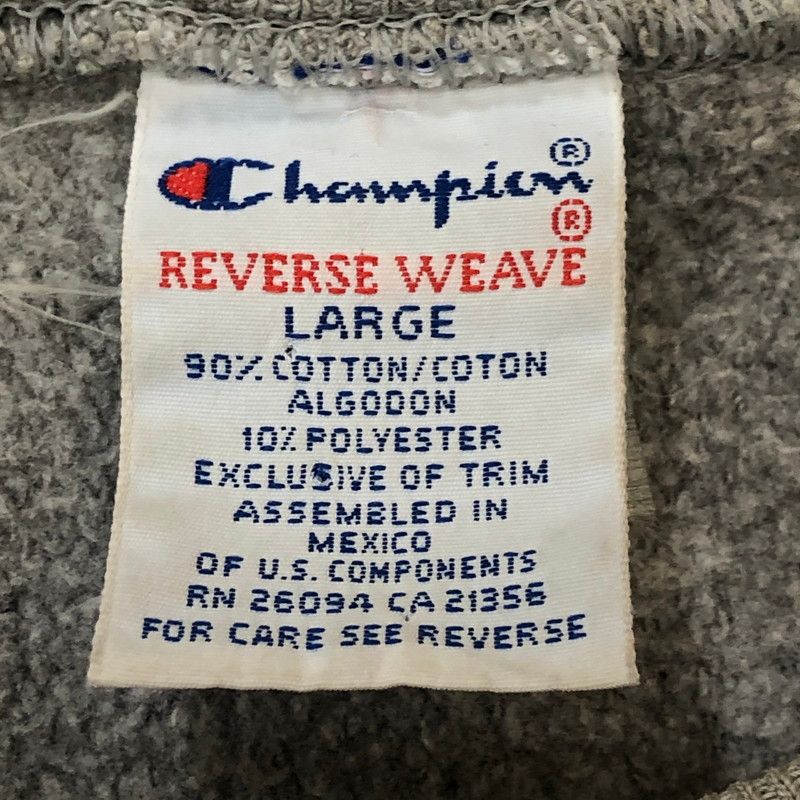 Champion®
®
REVERSE WEAVE
LARGE
90% COTTON/COTON
ALGODON
10% POLYESTER
EXCLUSIVE OF TRIM
ASSEMBLED IN
MEXICO
OF U.S. COMPONENTS
RN 26094 CA 21356
FOR CARE SEE REVERSE